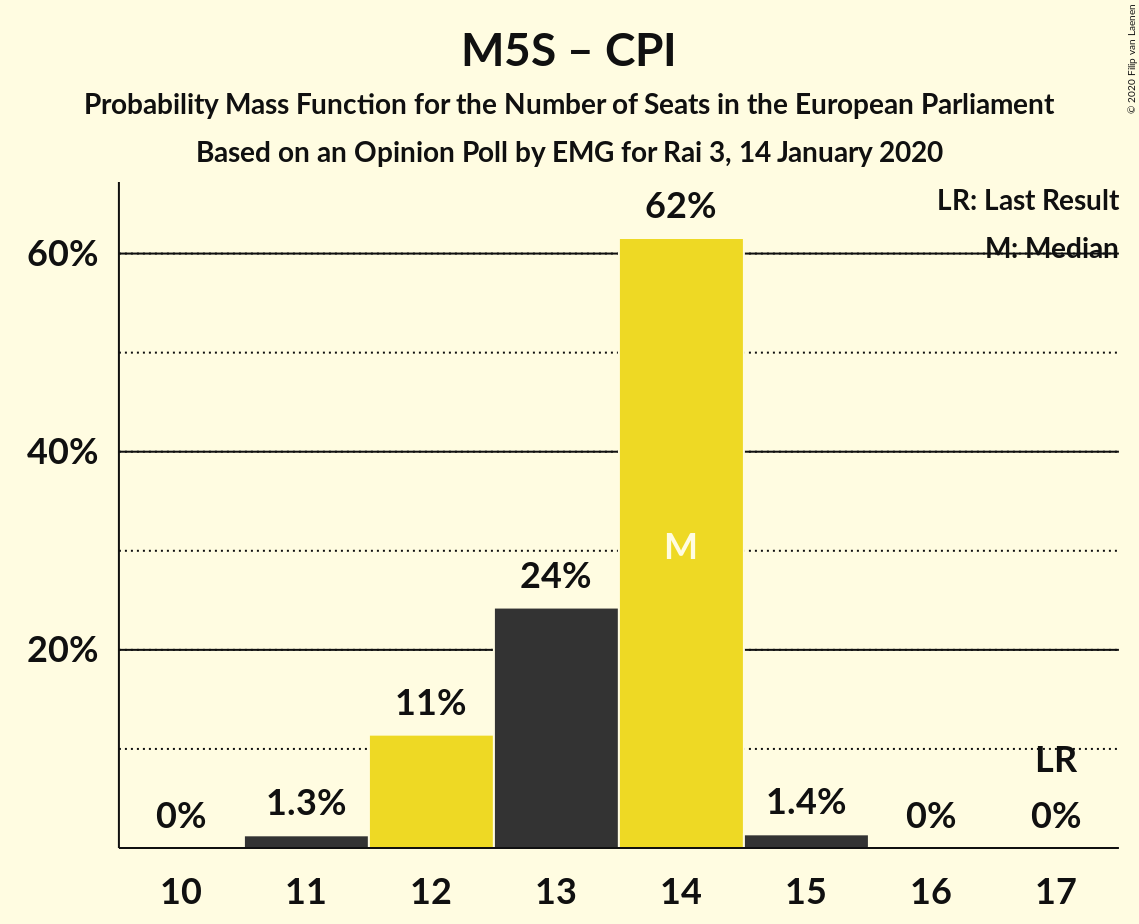 M5S – CPI
Probability Mass Function for the Number of Seats in the European Parliament
Based on an Opinion Poll by EMG for Rai 3, 14 January 2020
© 2020 Filip van Laenen
LR: Last Result
M: Median
60%
40%
20%
0%
1.3%
11%
24%
62%
M
1.4%
0%
LR
0%
10 11 12 13 14 15 16 17